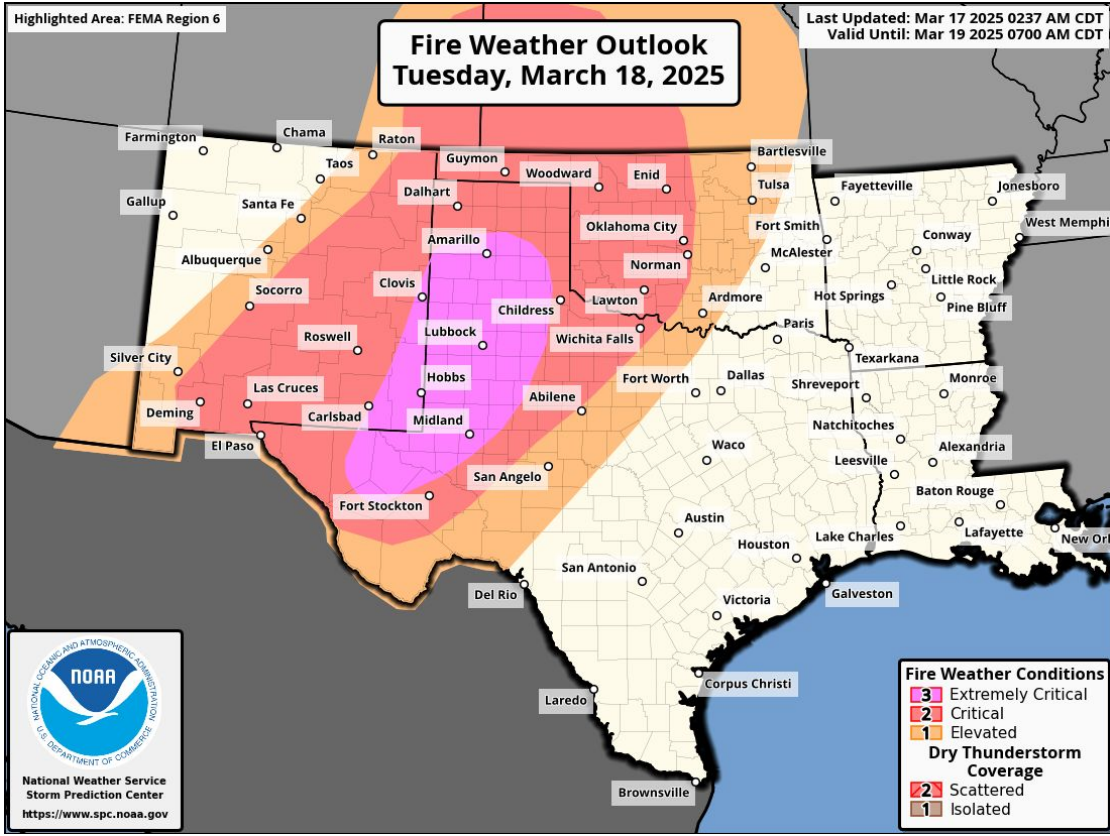 Highlighted Area: FEMA Region 6
Last Updated: Mar 17 2025 0237 AM CDT
Valid Until: Mar 19 2025 0700 AM CDT
Fire Weather Outlook
Tuesday, March 18, 2025
Farmington
Chama
Raton
Taos
Gallup
Santa Fe
Albuquerque
Socorro
Silver City
Deming
Las Cruces
El Paso
Roswell
Clovis
Carlsbad
Hobbs
Guymon
Dalhart
Amarillo
Woodward
Enid
Bartlesville
Tulsa
Oklahoma City
Norman
Fort Smith
McAlester
Lawton
Ardmore
Childress
Wichita Falls
Lubbock
Midland
Abilene
Fort Stockton
San Angelo
Fort Worth
Dallas
Paris
Waco
Austin
Houston
San Antonio
Del Rio
Victoria
Galveston
Laredo
Corpus Christi
Brownsville
Fayetteville
Jonesboro
West Memphi
Conway
Little Rock
Hot Springs
Pine Bluff
Texarkana
Shreveport
Monroe
Natchitoches
Alexandria
Leesville
Baton Rouge
Lake Charles
Lafayette
New Orl
NATIONAL OCEANIC AND ATMOSPHERIC ADMINISTRATION
NOAA
U.S. DEPARTMENT OF COMMERCE
National Weather Service
Storm Prediction Center
https://www.spc.noaa.gov
Fire Weather Conditions
3 Extremely Critical
2 Critical
1 Elevated
Dry Thunderstorm
Coverage
2 Scattered
1 Isolated